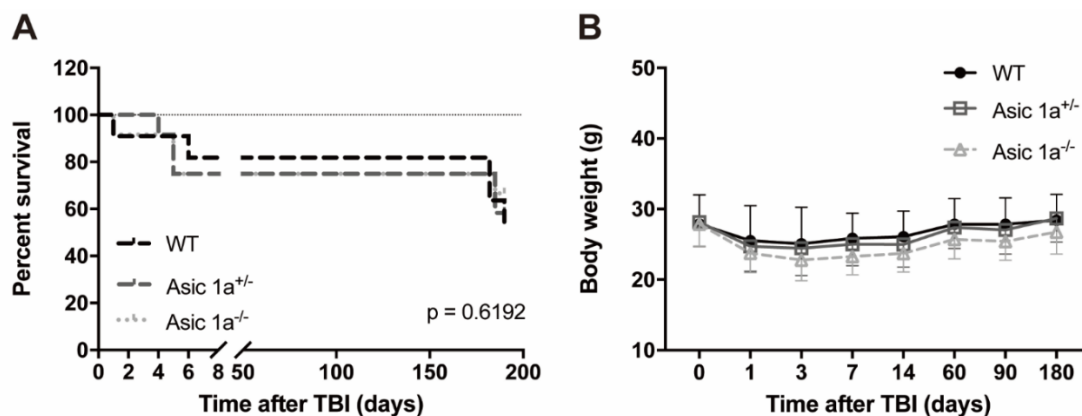 A
120
100
80
60
40
20
0
Percent survival
WT
Asic 1a+/-
Asic 1a-/-
p = 0.6192
0 2 4 6 8 50 100 150 200
Time after TBI (days)
B
50
40
30
20
10
Body weight (g)
WT
Asic 1a+/-
Asic 1a-/-
0 1 3 7 14 60 90 180
Time after TBI (days)